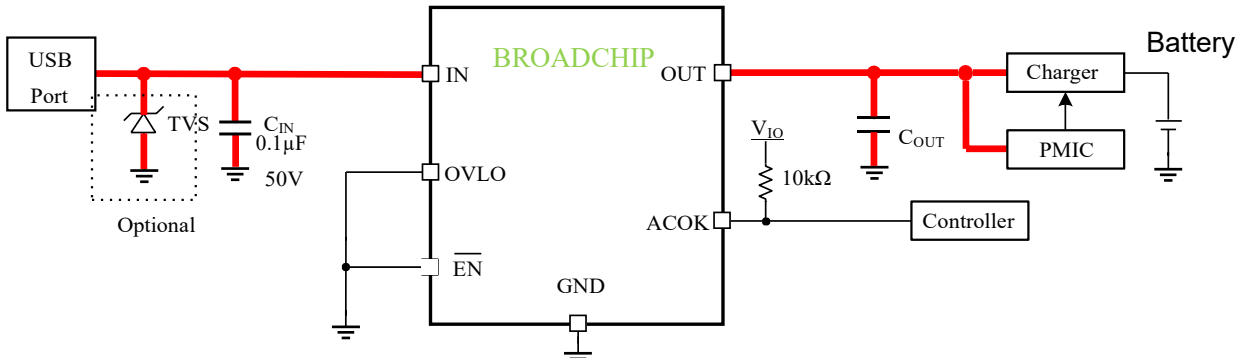 USB
Port
TVS
Optional
CIN
0.1µF
50V
BROADCHIP
IN
OVLO
EN
GND
OUT
ACOK
VIO
10kΩ
COUT
Charger
PMIC
Controller
Battery